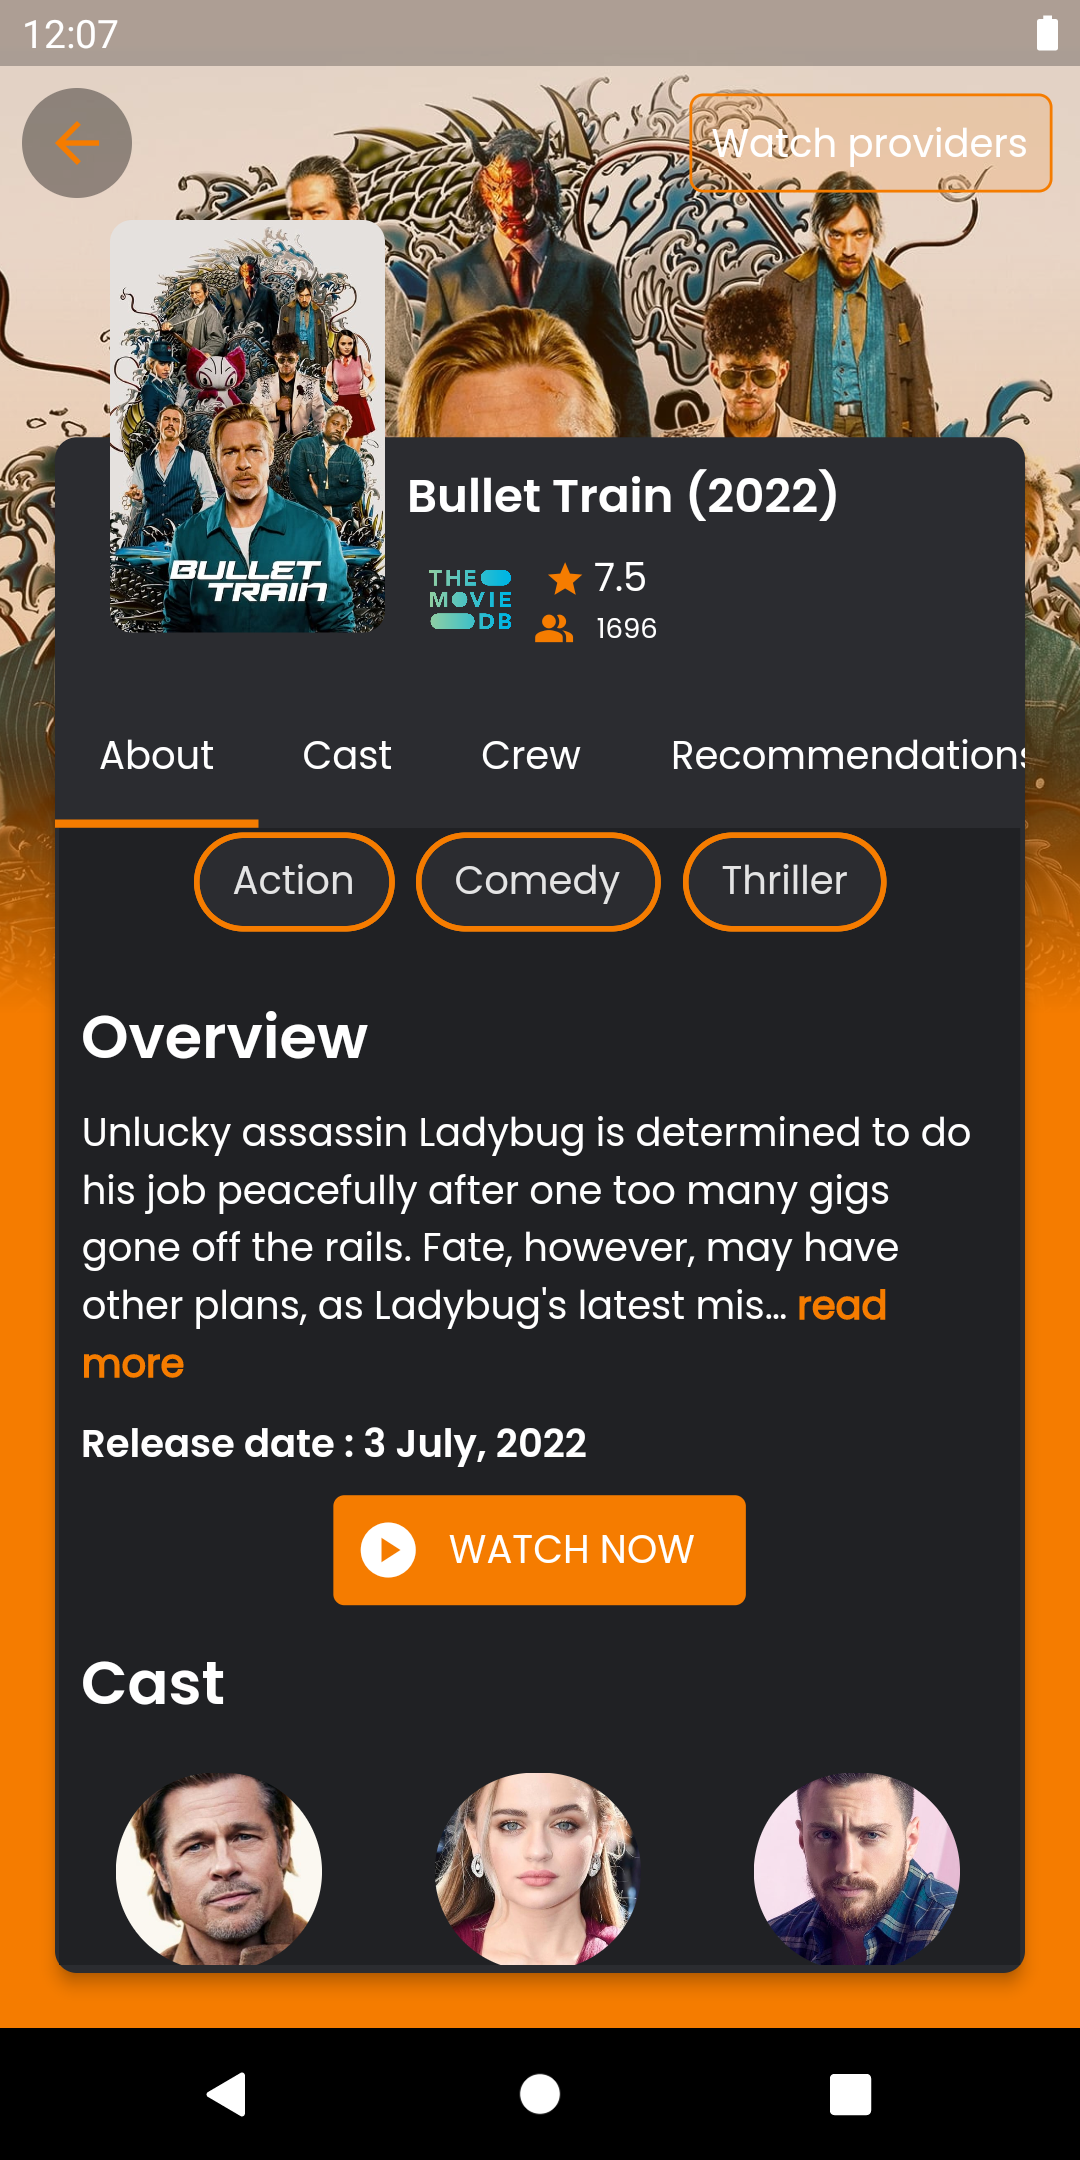 12:07
Watch providers
BULLET
TRAIN
Bullet Train (2022)
THE
MOVIE
DB
7.5
1696
About
Cast
Crew
Recommendations
Action
Comedy
Thriller
Overview
Unlucky assassin Ladybug is determined to do
his job peacefully after one too many gigs
gone off the rails. Fate, however, may have
other plans, as Ladybug's latest mis... read
more
Release date : 3 July, 2022
WATCH NOW
Cast